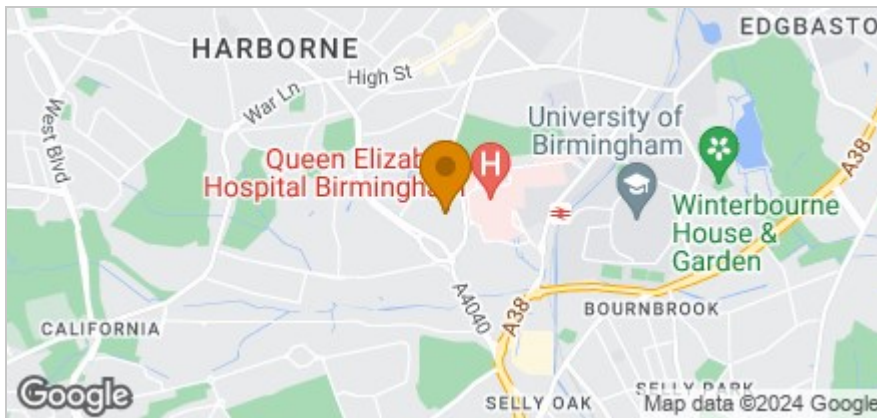 EDGBASTO
HARBORNE
High St
War Ln
West Blvd
University of
Birmingham
A38
Queen Elizab
Hospital Birmingham
H
Winterbourne
House &
Garden
A4040
A38
BOURNBROOK
CALIFORNIA
SELLY PARK
SELLY OAK
Google
Map data ©2024 Google